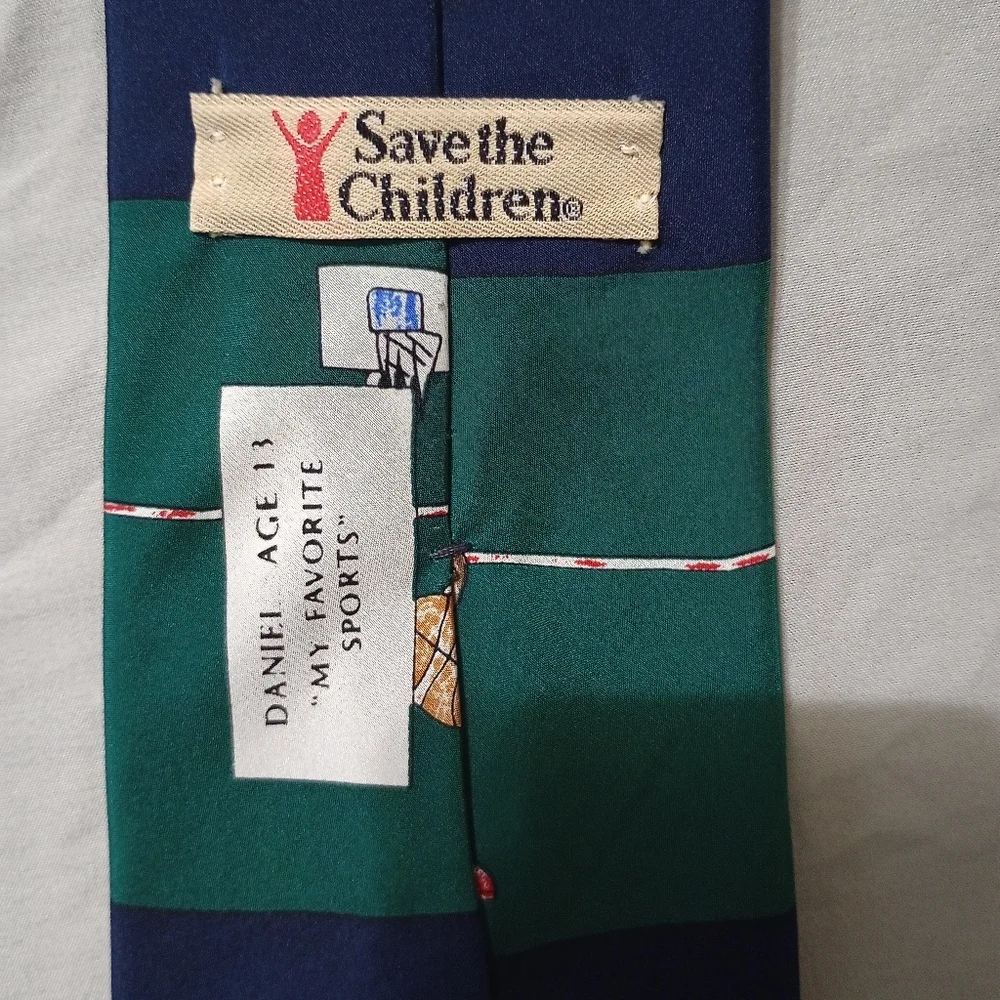 Save the
Children®
DANIEL AGE 13
"MY FAVORITE
SPORTS"